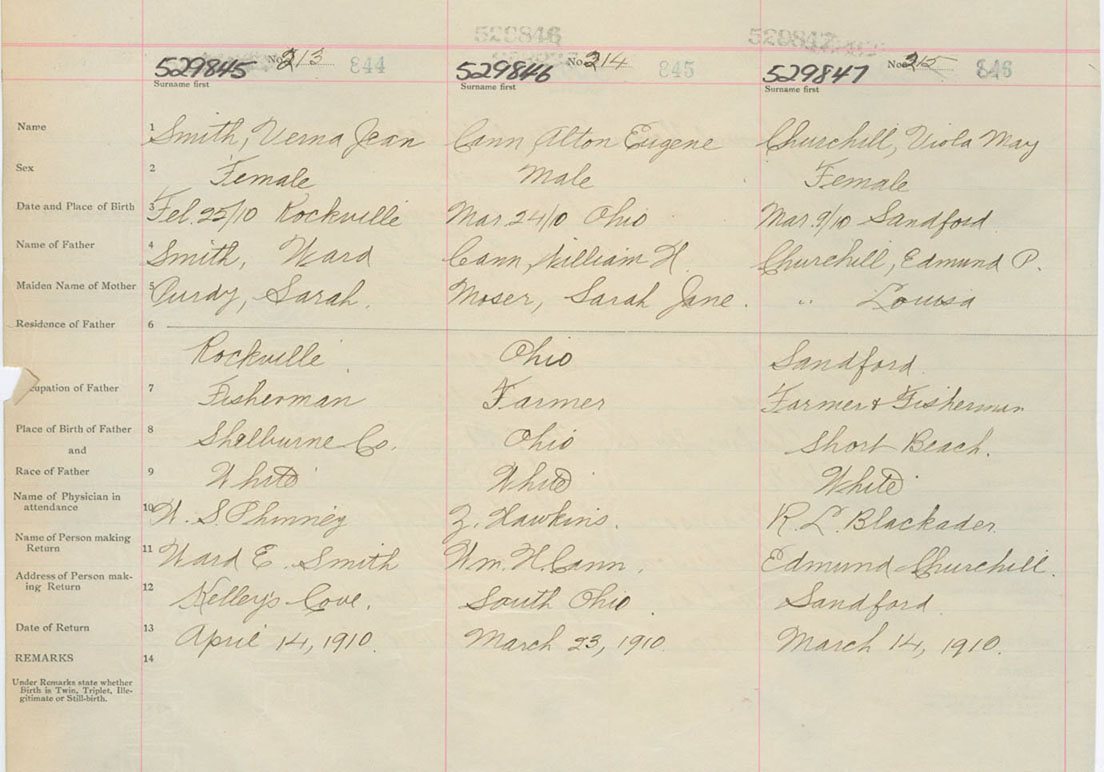 529846 529847
529845 No. 213 844 529846 No. 214 845 529847 No. 215 846
Surname first Surname first Surname first
Name 1 Smith, Verna Jean Cann, Alton Eugene Churchill, Viola May
Sex 2 Female Male Female
Date and Place of Birth 3 Feb. 25/10 Rockville Mar. 24/10 Ohio Mar. 9/10 Sandford
Name of Father 4 Smith, Ward Cann, William H. Churchill, Edmund P.
Maiden Name of Mother 5 Purdy, Sarah. Moser, Sarah Jane. " Louisa
Residence of Father 6
Rockville Ohio Sandford
cupation of Father 7 Fisherman Farmer Farmer & Fisherman
Place of Birth of Father 8 Shelburne Co. Ohio Short Beach.
and
Race of Father 9 White White White
Name of Physician in
attendance 10 W. S. Phinney Z. Hawkins. R. L. Blackader
Name of Person making
Return 11 Ward E. Smith Wm. H. Cann. Edmund Churchill.
Address of Person mak-
ing Return 12 Kelley's Cove. South Ohio. Sandford
Date of Return 13 April 14, 1910. March 23, 1910. March 14, 1910.
REMARKS 14
Under Remarks state whether
Birth is Twin, Triplet, Ille-
gitimate or Still-birth.